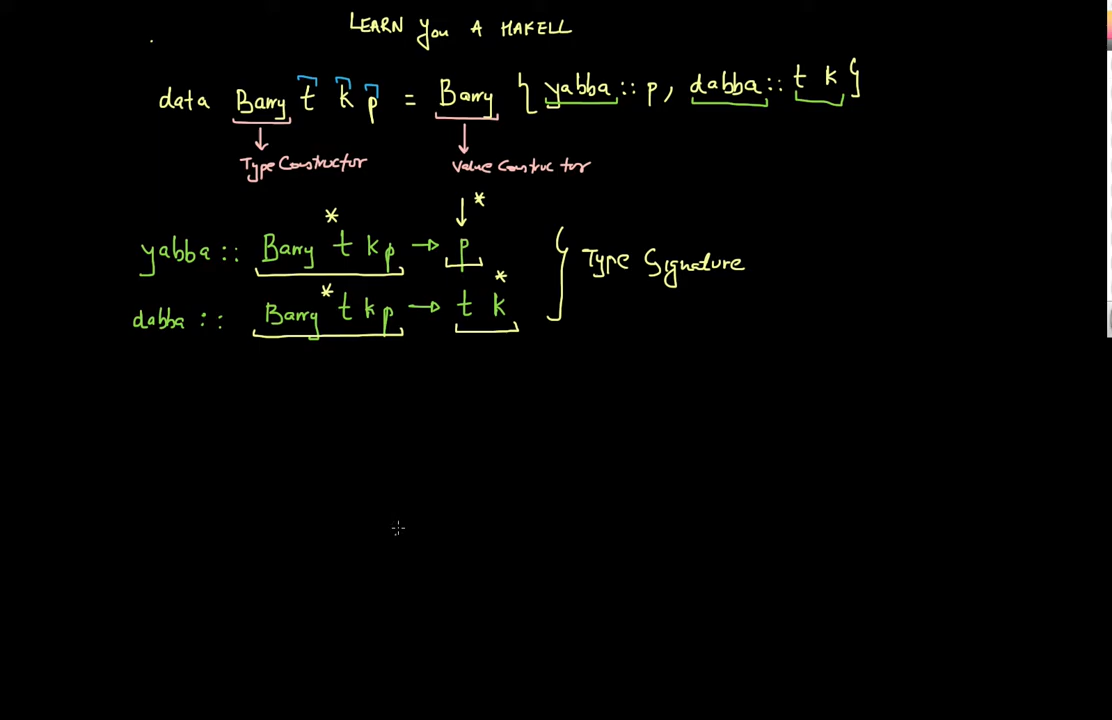 LEARN You A HAKELL
data Barry t k p = Barry { yabba :: p, dabba :: t k }
Type Constructor
Value Constructor
* *
yabba :: Barry t k p → p
Type Signature
* *
dabba :: Barry t k p → t k